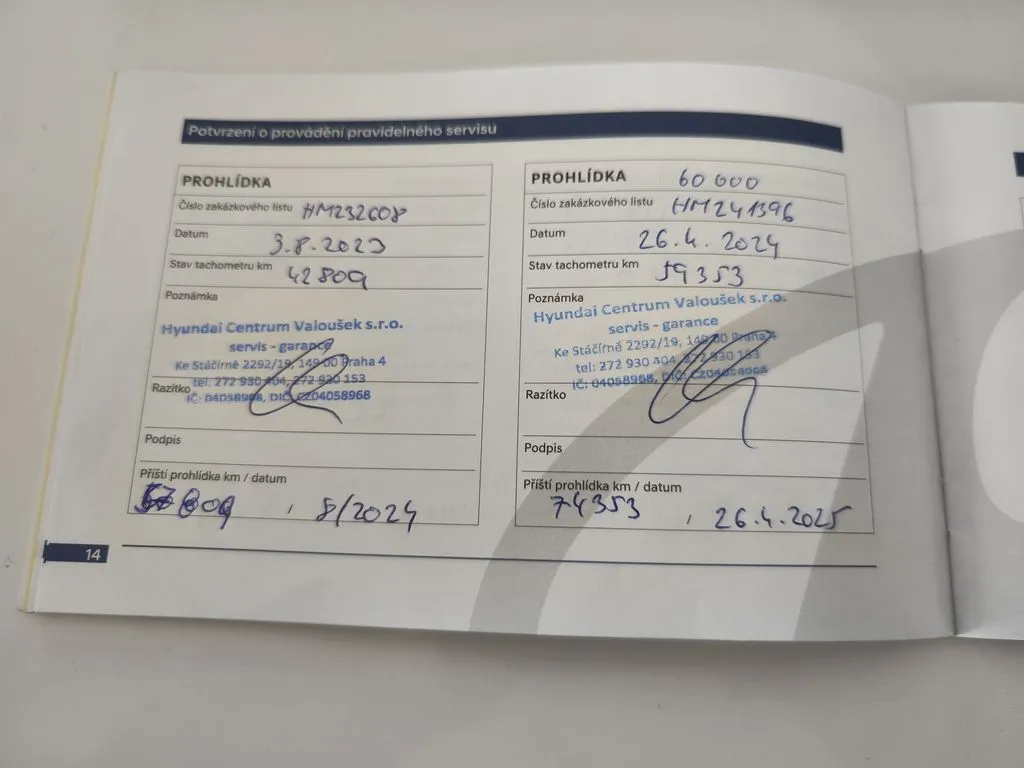 Potvrzení o provádění pravidelného servisu
PROHLÍDKA
Číslo zakázkového listu HM232608
Datum 3.8.2023
Stav tachometru km 42809
Poznámka
Hyundai Centrum Valoušek s.r.o.
servis - garance
Ke Stáčírně 2292/19, 149 00 Praha 4
tel: 272 930 404, 272 930 153
Razítko
IČ: 04058968, DIČ: CZ04058968
Podpis
Příští prohlídka km / datum
, 8/2024
PROHLÍDKA 60 000
Číslo zakázkového listu HM241396
Datum 26.4. 2024
Stav tachometru km 59353
Poznámka
Hyundai Centrum Valoušek s.r.o.
servis - garance
Ke Stáčírně 2292/19, 149 00 Praha 4
tel: 272 930 404, 272 930 153
IČ: 04058968, DIČ: CZ04058968
Razítko
Podpis
Příští prohlídka km / datum
74353 , 26.4.2025
14